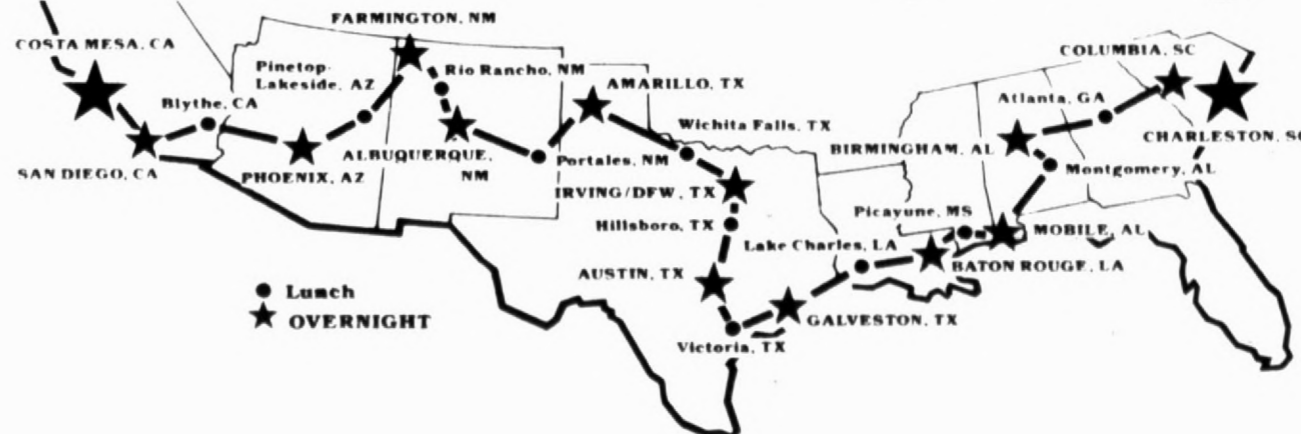 FARMINGTON, NM
COSTA MESA, CA
COLUMBIA, SC
Pinetop-
Lakeside, AZ
Rio Rancho, NM
AMARILLO, TX
Blythe, CA
Atlanta, GA
Wichita Falls, TX
CHARLESTON, SC
BIRMINGHAM, AL
ALBUQUERQUE,
NM
Portales, NM
SAN DIEGO, CA
PHOENIX, AZ
Montgomery, AL
IRVING/DFW, TX
Picayune, MS
Hillsboro, TX
MOBILE, AL
Lake Charles, LA
BATON ROUGE, LA
AUSTIN, TX
Lunch
OVERNIGHT
GALVESTON, TX
Victoria, TX